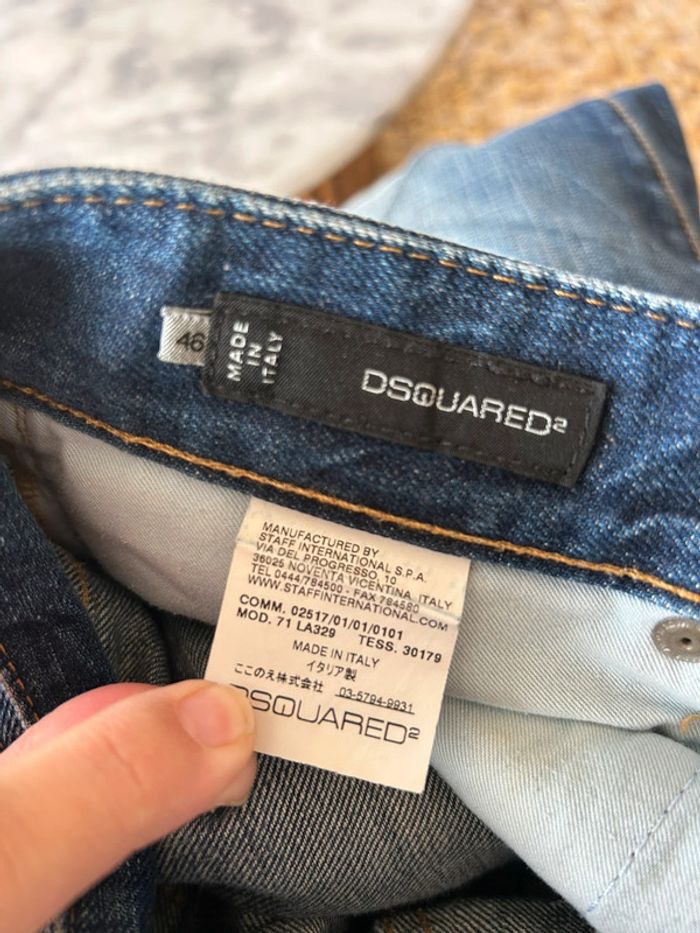 46
MADE
IN
ITALY
DSQUARED2
MANUFACTURED BY
STAFF INTERNATIONAL S.P.A.
VIA DEL PROGRESSO, 10
36025 NOVENTA VICENTINA ITALY
TEL 0444/784500 - FAX 784580
WWW.STAFFINTERNATIONAL.COM
COMM. 02517/01/01/0101
MOD. 71 LA329 TESS. 30179
MADE IN ITALY
イタリア製
ここのえ株式会社 03-5794-9931
DSQUARED2